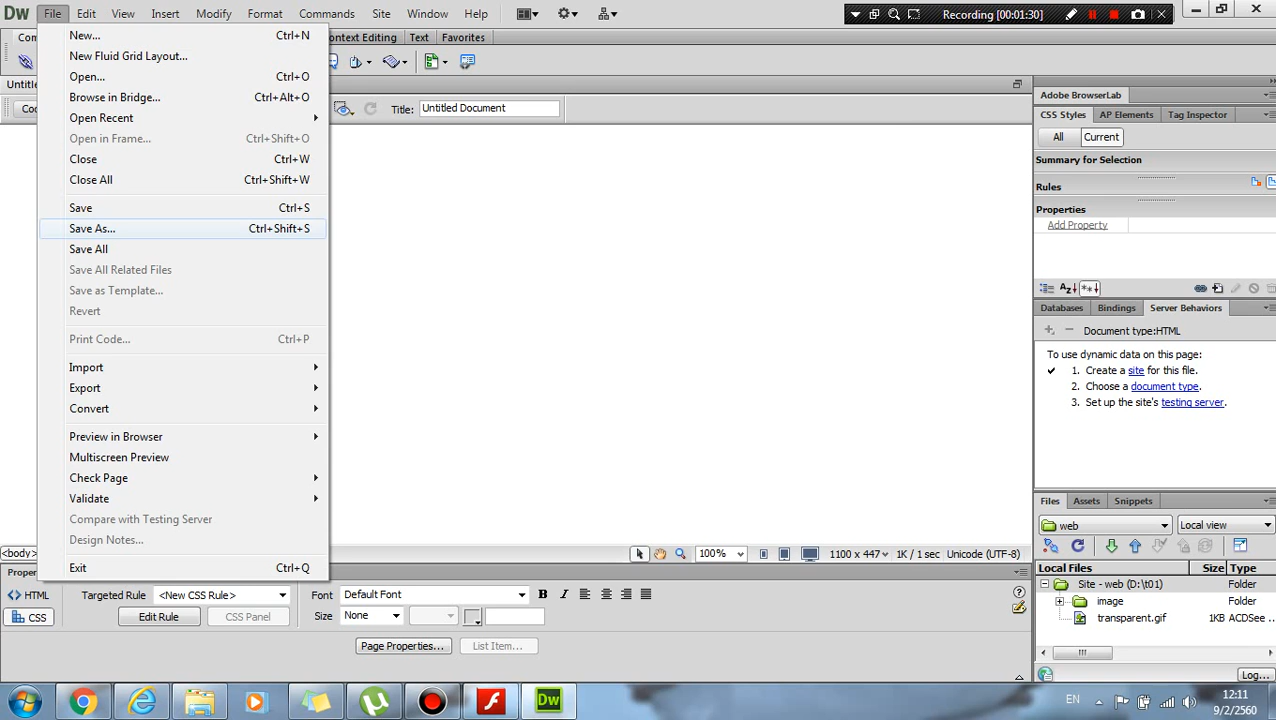 Dw File Edit View Insert Modify Format Commands Site Window Help
Recording [00:01:30]
New... Ctrl+N
New Fluid Grid Layout...
Open... Ctrl+O
Browse in Bridge... Ctrl+Alt+O
Open Recent
Open in Frame... Ctrl+Shift+O
Close Ctrl+W
Close All Ctrl+Shift+W
Save Ctrl+S
Save As... Ctrl+Shift+S
Save All
Save All Related Files
Save as Template...
Revert
Print Code... Ctrl+P
Import
Export
Convert
Preview in Browser
Multiscreen Preview
Check Page
Validate
Compare with Testing Server
Design Notes...
Exit Ctrl+Q
ontext Editing Text Favorites
Title: Untitled Document
Adobe BrowserLab
CSS Styles AP Elements Tag Inspector
All Current
Summary for Selection
Rules
Properties
Add Property
Databases Bindings Server Behaviors
Document type:HTML
To use dynamic data on this page:
1. Create a site for this file.
2. Choose a document type.
3. Set up the site's testing server.
Files Assets Snippets
web Local view
Local Files Size Type
Site - web (D:\t01) Folder
image Folder
transparent.gif 1KB ACDSee
Log...
<body> 100% 1100 x 447 1K / 1 sec Unicode (UTF-8)
HTML Targeted Rule <New CSS Rule> Font Default Font B I
CSS Edit Rule CSS Panel Size None
Page Properties... List Item...
Dw EN 12:11
9/2/2560